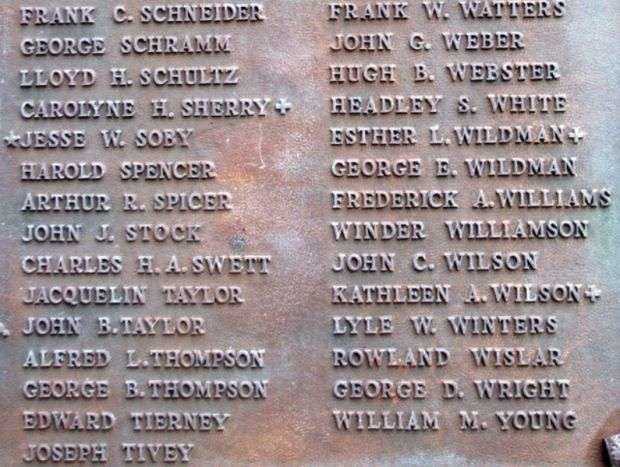 FRANK C. SCHNEIDER
GEORGE SCHRAMM
LLOYD H. SCHULTZ
CAROLYNE H. SHERRY +
*JESSE W. SOBY
HAROLD SPENCER
ARTHUR R. SPICER
JOHN J. STOCK
CHARLES H. A. SWETT
JACQUELIN TAYLOR
JOHN B. TAYLOR
ALFRED L. THOMPSON
GEORGE B. THOMPSON
EDWARD TIERNEY
JOSEPH TIVEY
FRANK W. WATTERS
JOHN G. WEBER
HUGH B. WEBSTER
HEADLEY S. WHITE
ESTHER L. WILDMAN +
GEORGE E. WILDMAN
FREDERICK A. WILLIAMS
WINDER WILLIAMSON
JOHN C. WILSON
KATHLEEN A. WILSON +
LYLE W. WINTERS
ROWLAND WISLAR
GEORGE D. WRIGHT
WILLIAM M. YOUNG